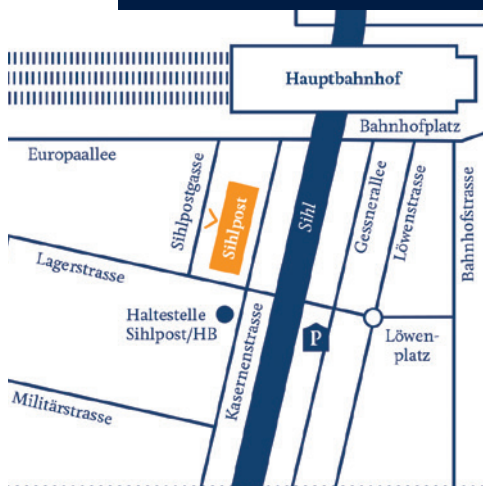 Hauptbahnhof
Bahnhofplatz
Europaallee
Sihlpostgasse
Sihlpost
Sihl
Gessnerallee
Löwenstrasse
Bahnhofstrasse
Lagerstrasse
Haltestelle
Sihlpost/HB
Kasernenstrasse
P
Löwen-
platz
Militärstrasse